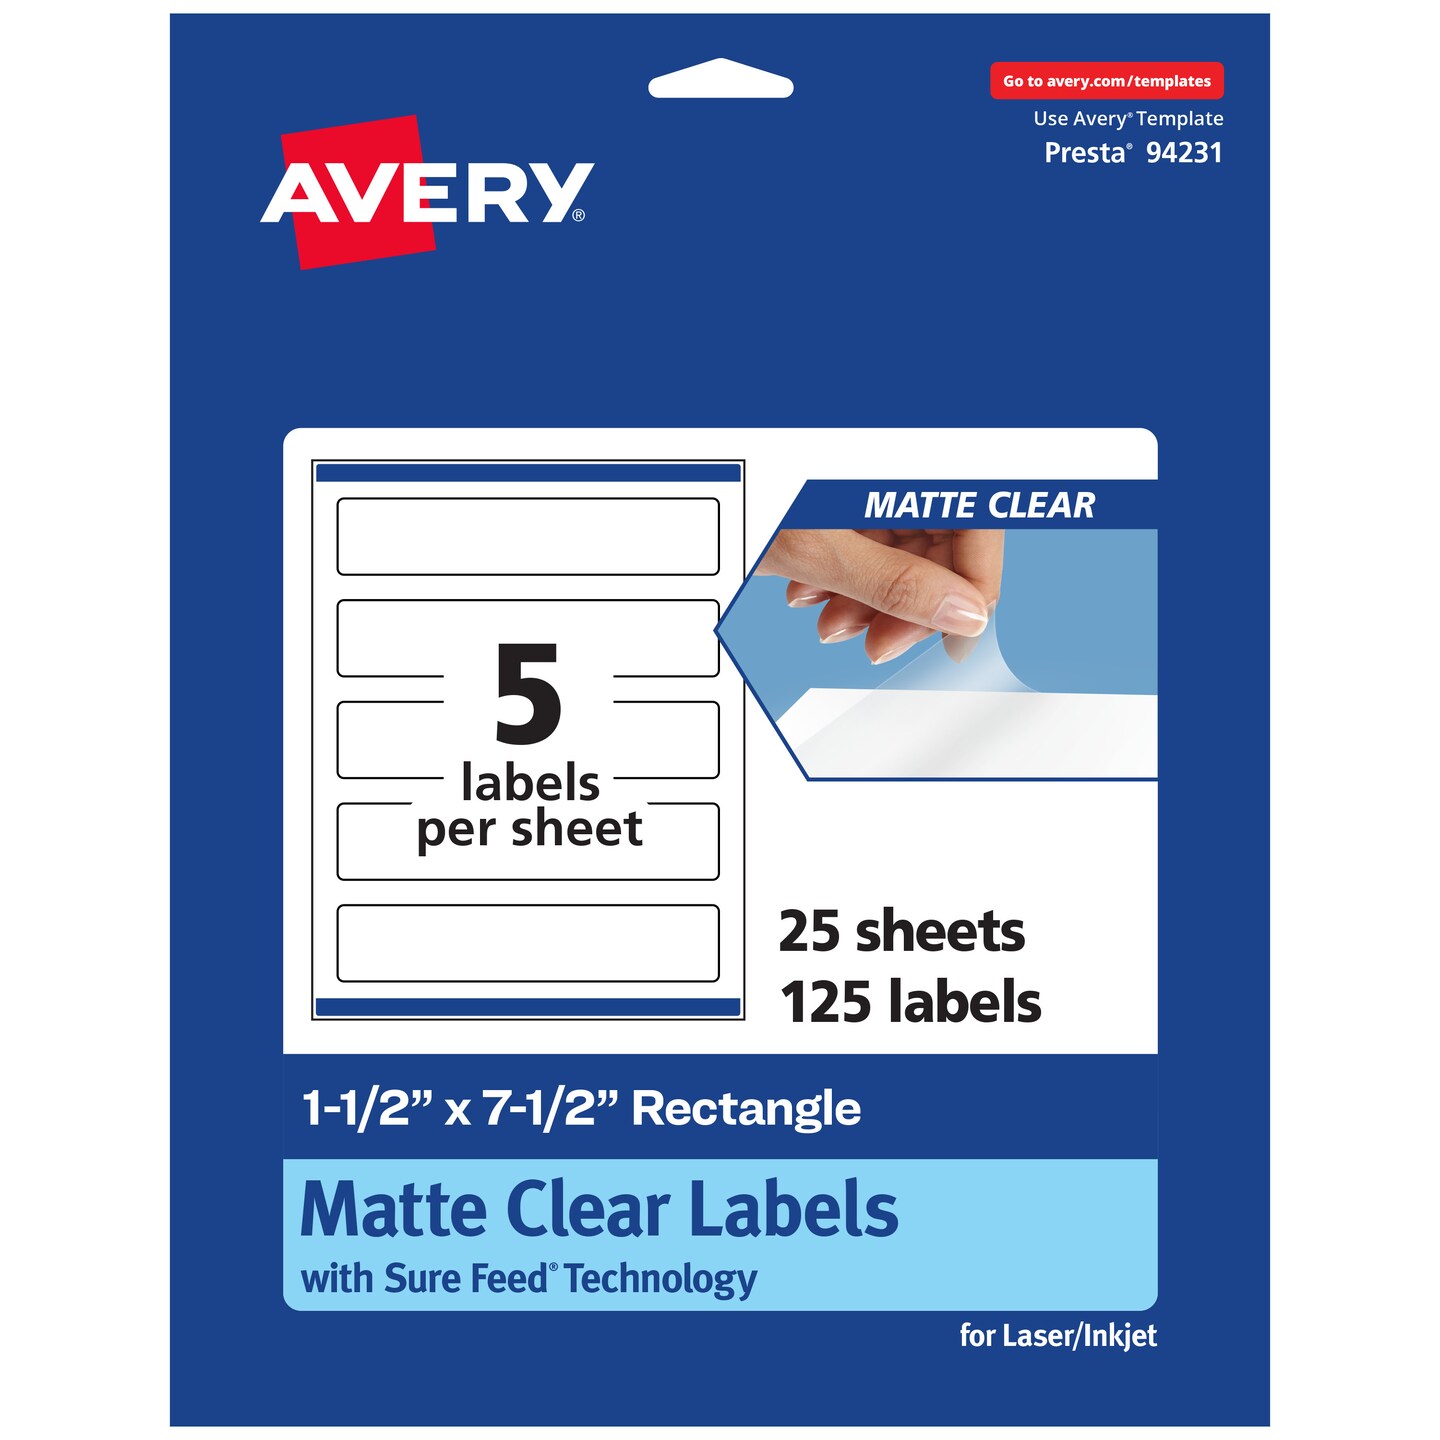 Go to avery.com/templates
Use Avery® Template
Presta® 94231
AVERY®
MATTE CLEAR
5
labels
per sheet
25 sheets
125 labels
1-1/2” x 7-1/2” Rectangle
Matte Clear Labels
with Sure Feed® Technology
for Laser/Inkjet